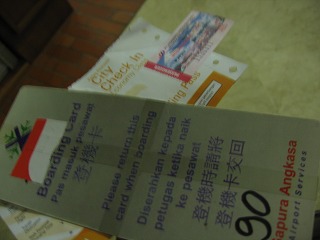 Boarding Card
Pas masuk pesawat
登機卡
Please return this
card when boarding
Diserahkan kepada
petugas ketika naik
ke pesawat
登機時請將
登機卡交回
90
apura Angkasa
Airport Services
City
Check In